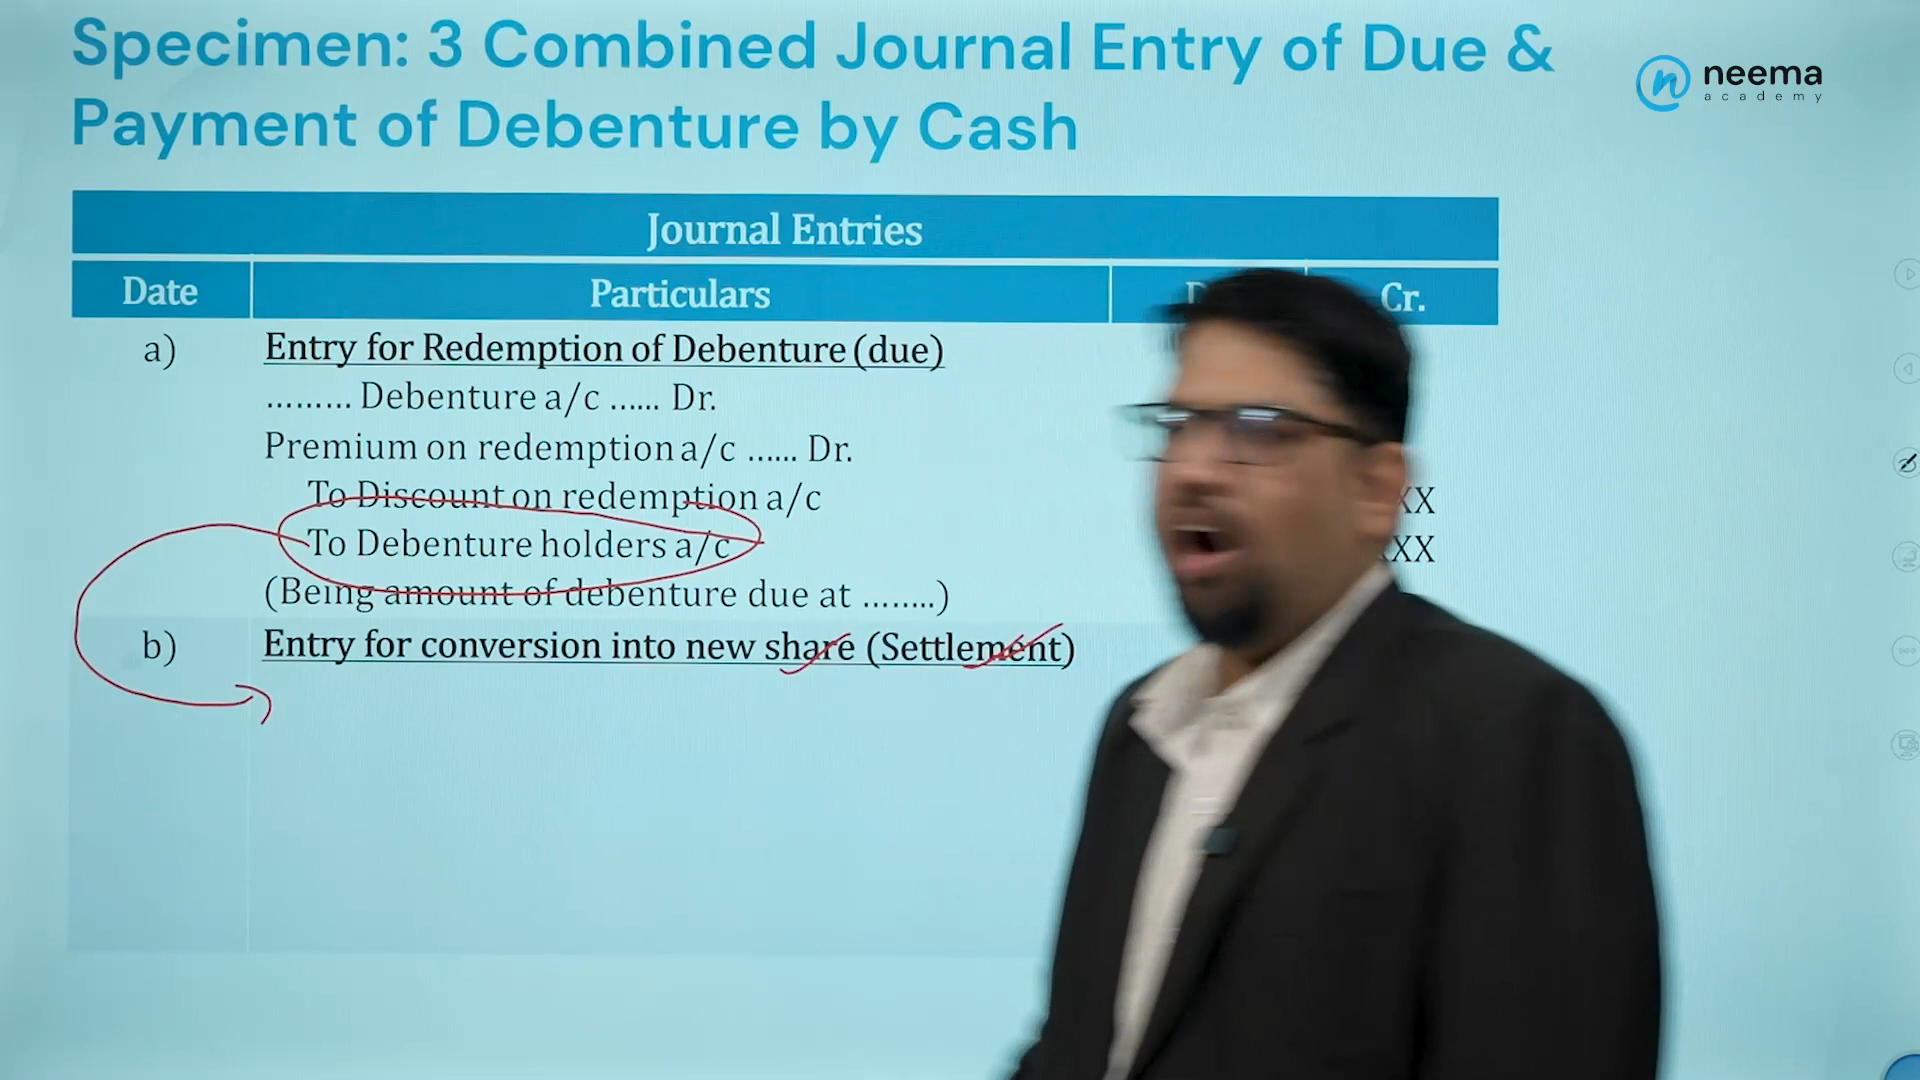 Specimen: 3 Combined Journal Entry of Due &
Payment of Debenture by Cash
neema
academy
Journal Entries
Date Particulars Cr.
a) Entry for Redemption of Debenture (due)
......... Debenture a/c ...... Dr.
Premium on redemption a/c ...... Dr.
To Discount on redemption a/c XX
To Debenture holders a/c XX
(Being amount of debenture due at ........)
b) Entry for conversion into new share (Settlement)